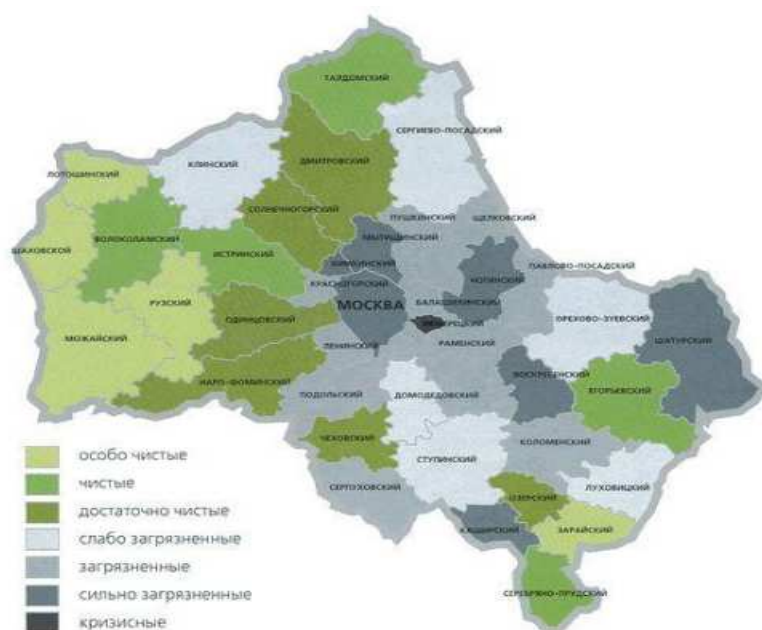 ТАЛДОМСКИЙ
СЕРГИЕВО-ПОСАДСКИЙ
КЛИНСКИЙ
ДМИТРОВСКИЙ
ЛОТОШИНСКИЙ
СОЛНЕЧНОГОРСКИЙ
ПУШКИНСКИЙ
ЩЕЛКОВСКИЙ
ВОЛОКОЛАМСКИЙ
МЫТИЩИНСКИЙ
ШАХОВСКОЙ
ИСТРИНСКИЙ
ХИМКИНСКИЙ
ПАВЛОВО-ПОСАДСКИЙ
НОГИНСКИЙ
КРАСНОГОРСКИЙ
РУЗСКИЙ
МОСКВА
БАЛАШИХИНСКИЙ
ОДИНЦОВСКИЙ
ЛЮБЕРЕЦКИЙ
ОРЕХОВО-ЗУЕВСКИЙ
МОЖАЙСКИЙ
ЛЕНИНСКИЙ
РАМЕНСКИЙ
ШАТУРСКИЙ
НАРО-ФОМИНСКИЙ
ВОСКРЕСЕНСКИЙ
ПОДОЛЬСКИЙ
ДОМОДЕДОВСКИЙ
ЕГОРЬЕВСКИЙ
ЧЕХОВСКИЙ
КОЛОМЕНСКИЙ
СТУПИНСКИЙ
СЕРПУХОВСКИЙ
ЛУХОВИЦКИЙ
ОЗЕРСКИЙ
КАШИРСКИЙ
ЗАРАЙСКИЙ
СЕРЕБРЯНО-ПРУДСКИЙ
особо чистые
чистые
достаточно чистые
слабо загрязненные
загрязненные
сильно загрязненные
кризисные